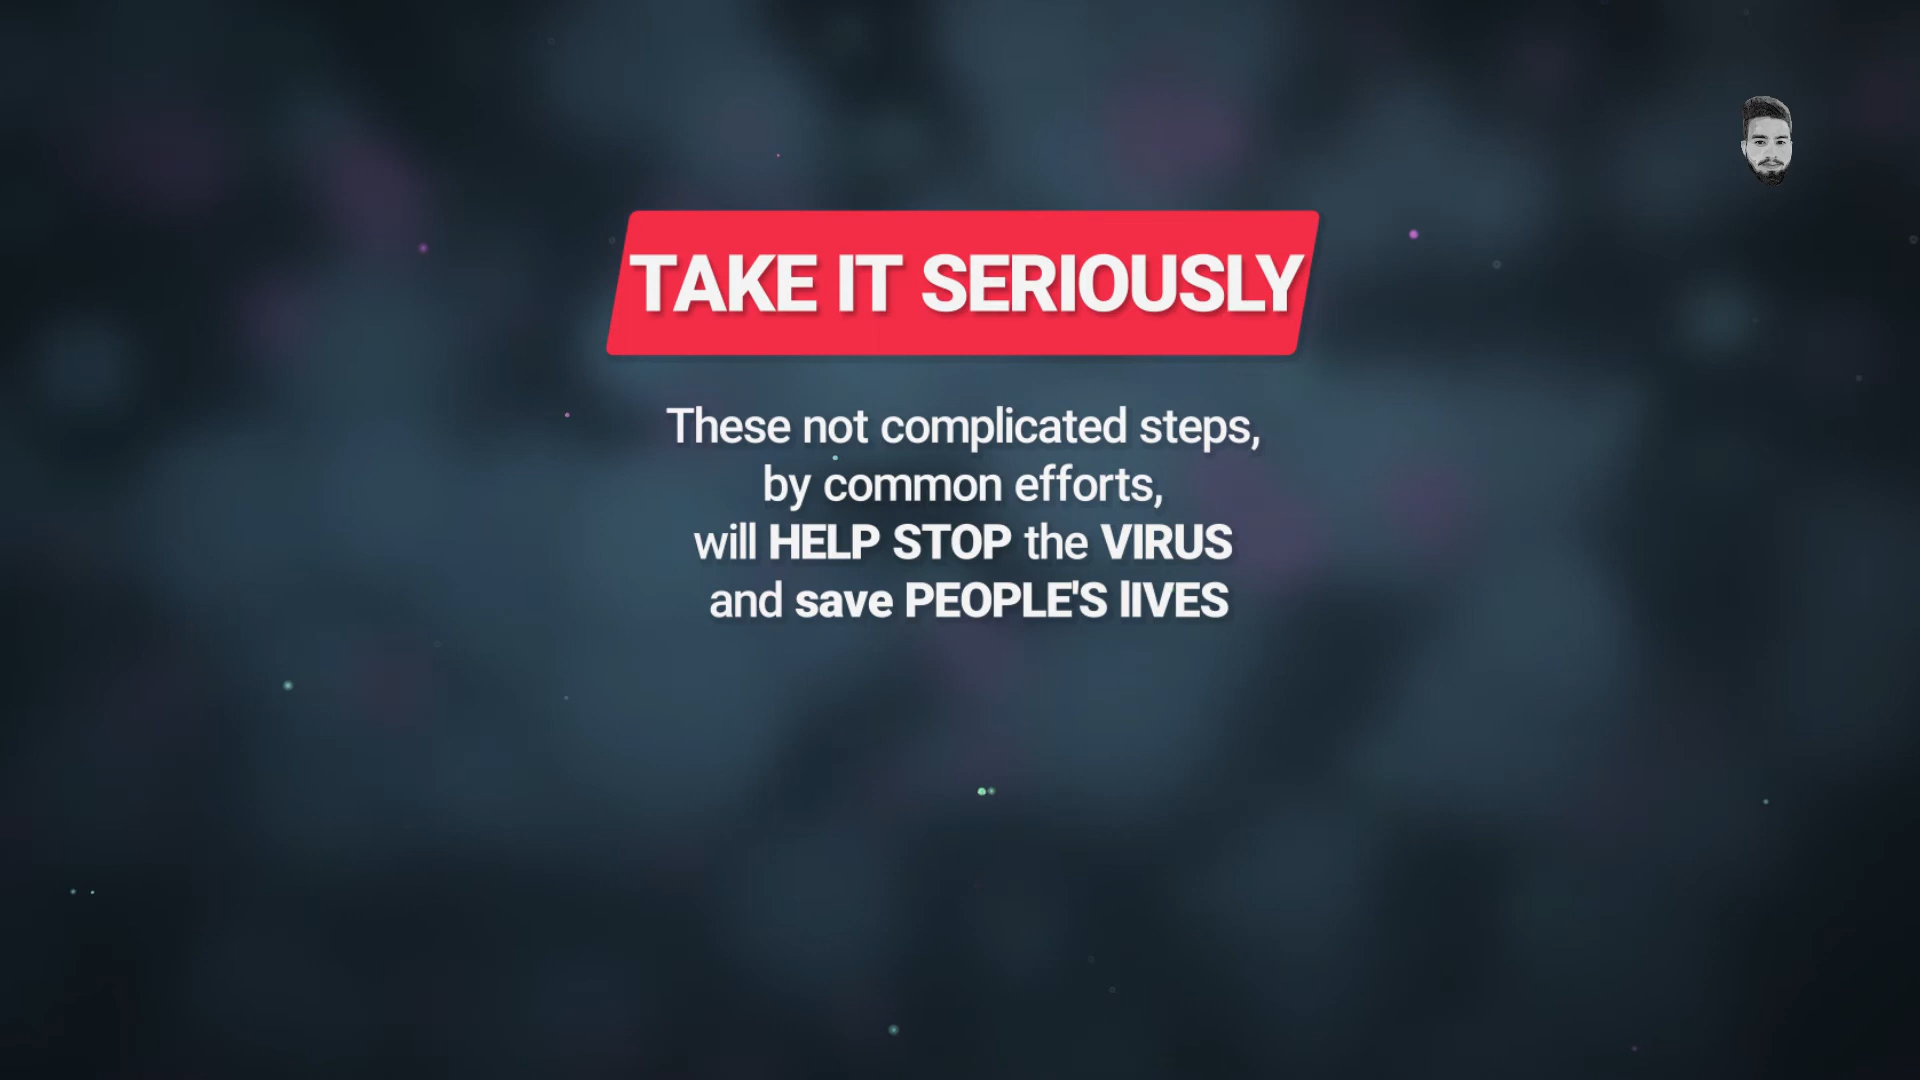 TAKE IT SERIOUSLY
These not complicated steps,
by common efforts,
will HELP STOP the VIRUS
and save PEOPLE'S lIVES